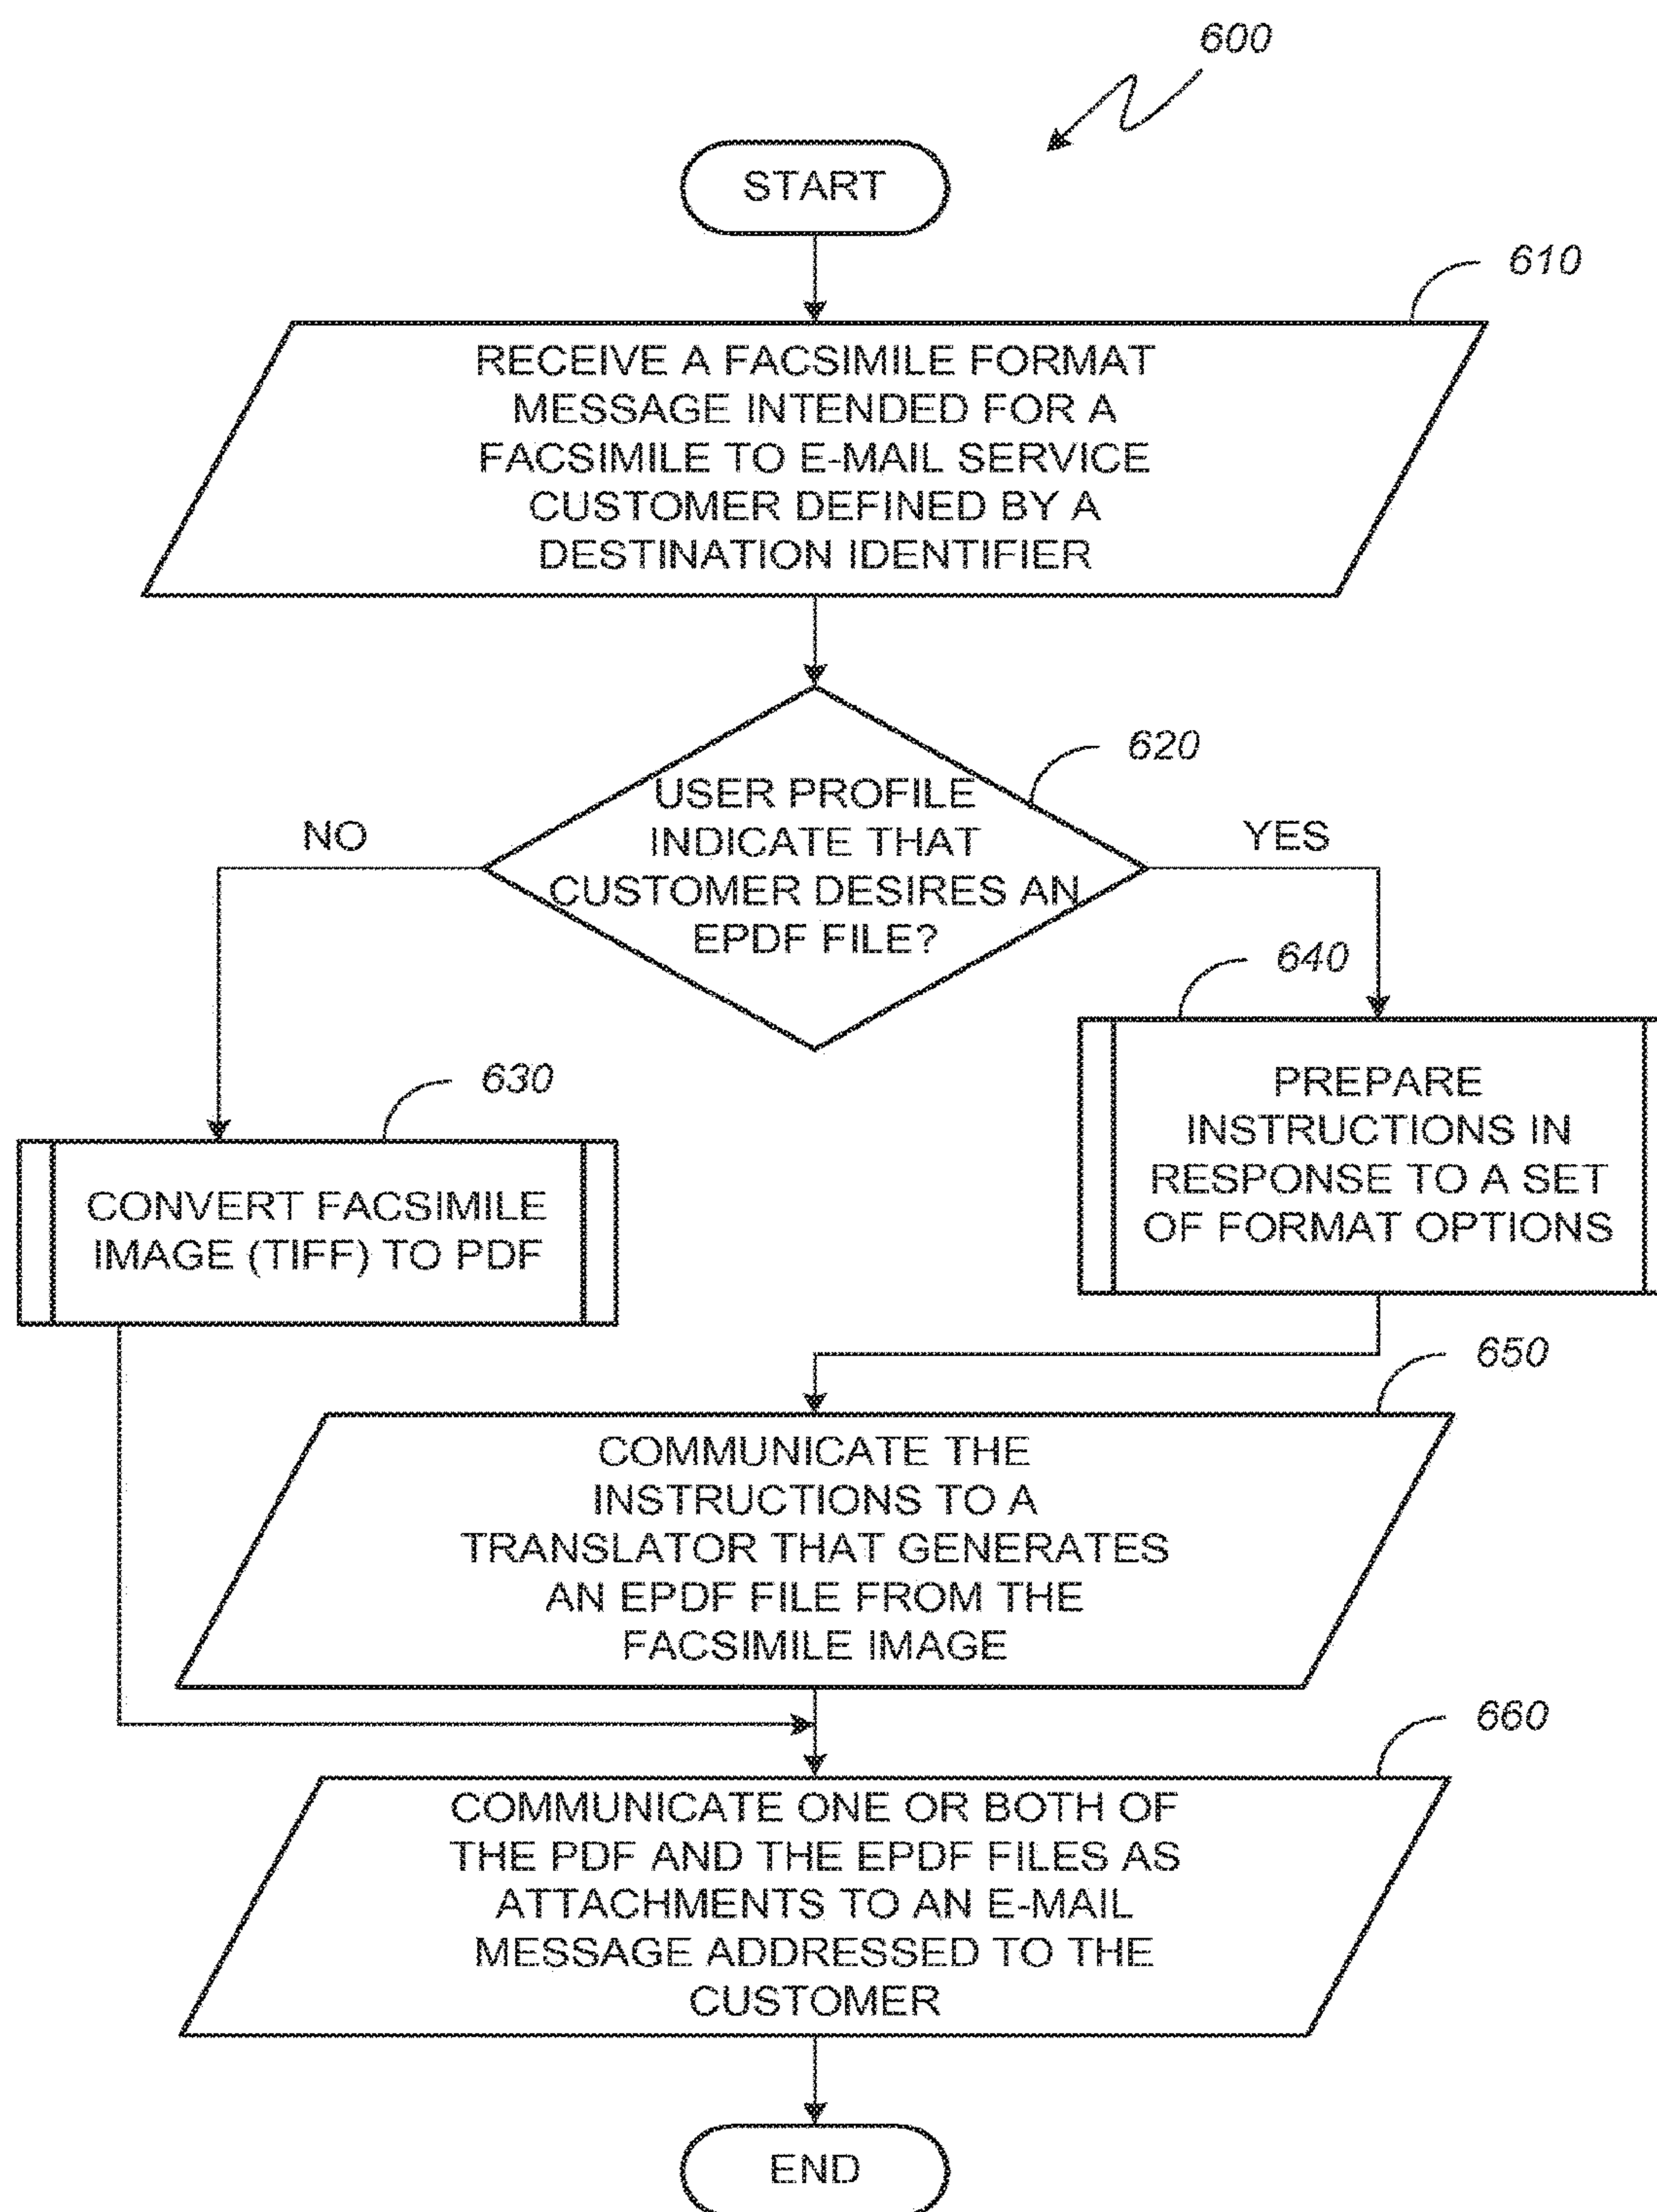 600
START
610
RECEIVE A FACSIMILE FORMAT
MESSAGE INTENDED FOR A
FACSIMILE TO E-MAIL SERVICE
CUSTOMER DEFINED BY A
DESTINATION IDENTIFIER
620
USER PROFILE
INDICATE THAT
CUSTOMER DESIRES AN
EPDF FILE?
NO
YES
630
CONVERT FACSIMILE
IMAGE (TIFF) TO PDF
640
PREPARE
INSTRUCTIONS IN
RESPONSE TO A SET
OF FORMAT OPTIONS
650
COMMUNICATE THE
INSTRUCTIONS TO A
TRANSLATOR THAT GENERATES
AN EPDF FILE FROM THE
FACSIMILE IMAGE
660
COMMUNICATE ONE OR BOTH OF
THE PDF AND THE EPDF FILES AS
ATTACHMENTS TO AN E-MAIL
MESSAGE ADDRESSED TO THE
CUSTOMER
END